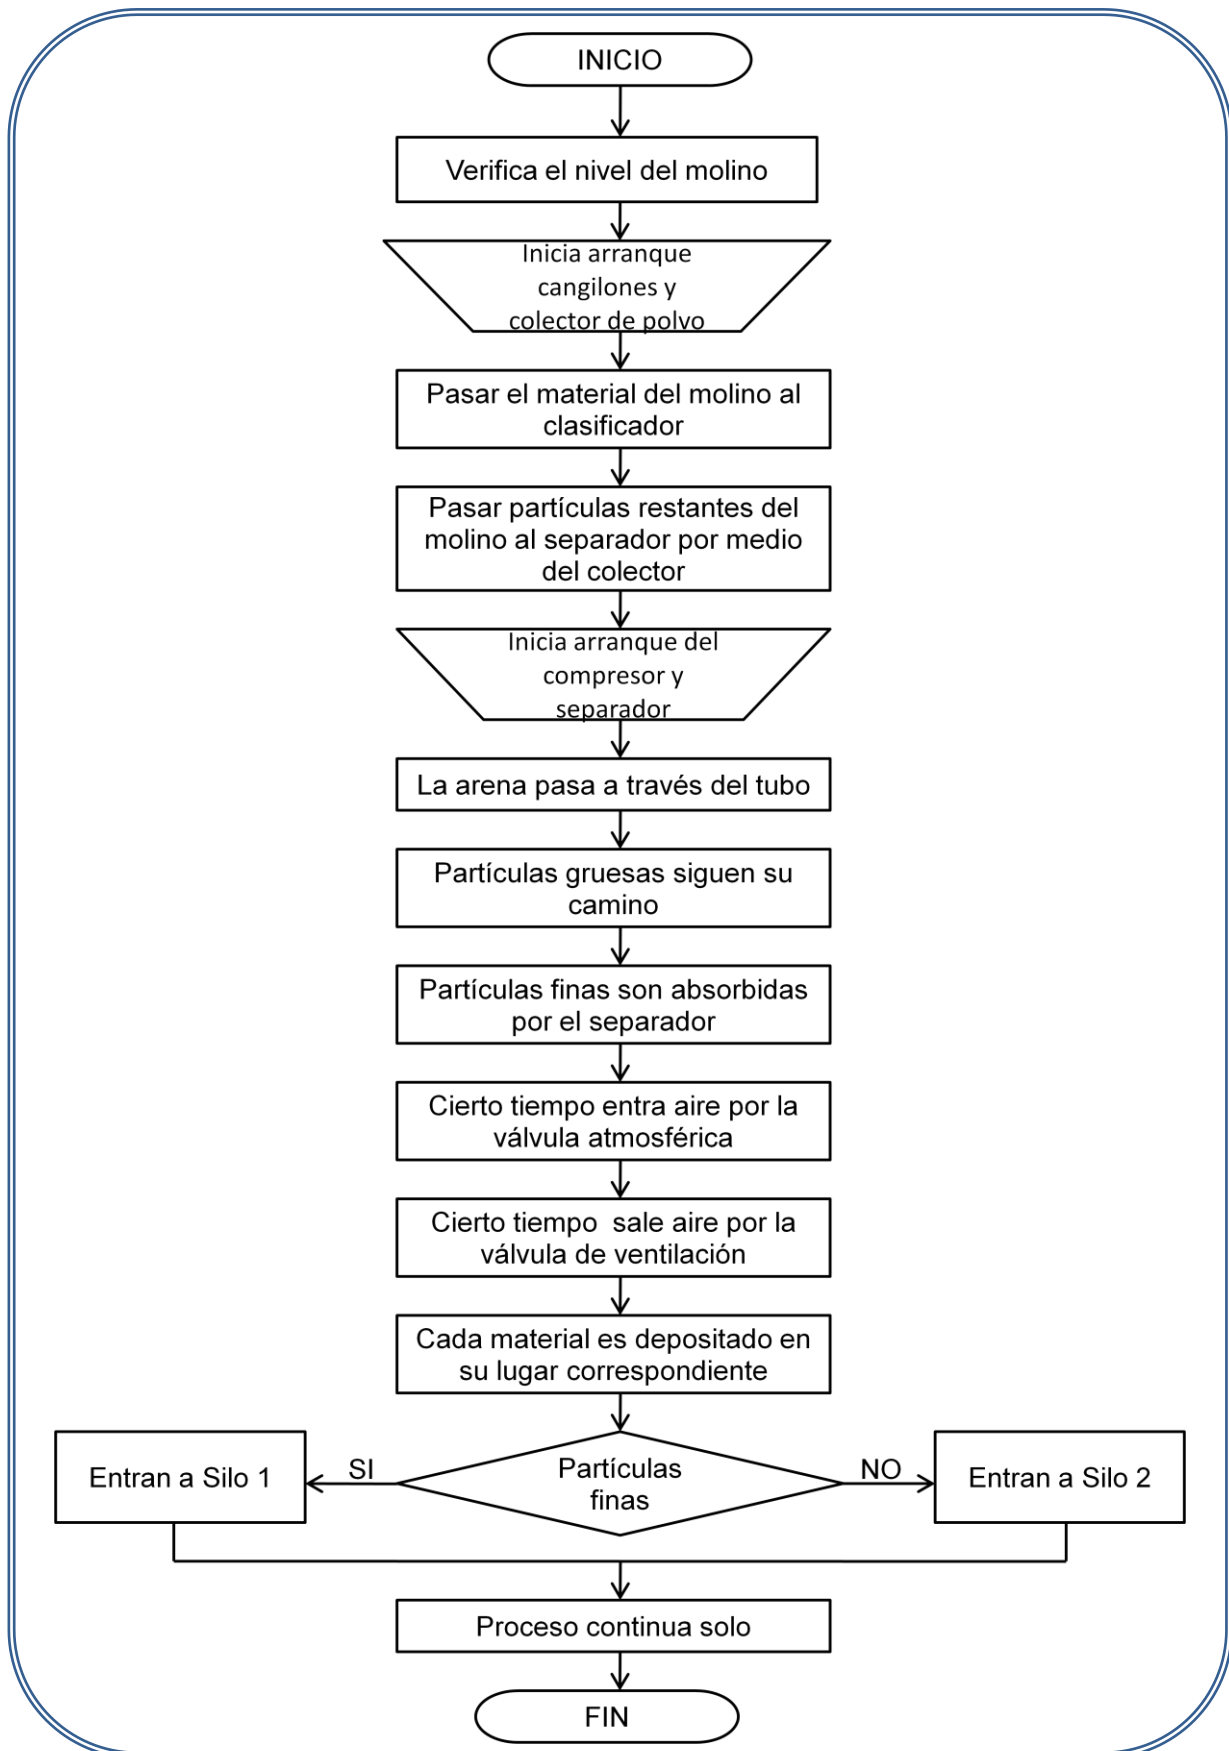 INICIO
Verifica el nivel del molino
Inicia arranque
cangilones y
colector de polvo
Pasar el material del molino al
clasificador
Pasar partículas restantes del
molino al separador por medio
del colector
Inicia arranque del
compresor y
separador
La arena pasa a través del tubo
Partículas gruesas siguen su
camino
Partículas finas son absorbidas
por el separador
Cierto tiempo entra aire por la
válvula atmosférica
Cierto tiempo  sale aire por la
válvula de ventilación
Cada material es depositado en
su lugar correspondiente
Entran a Silo 1
SI
Partículas
finas
NO
Entran a Silo 2
Proceso continua solo
FIN